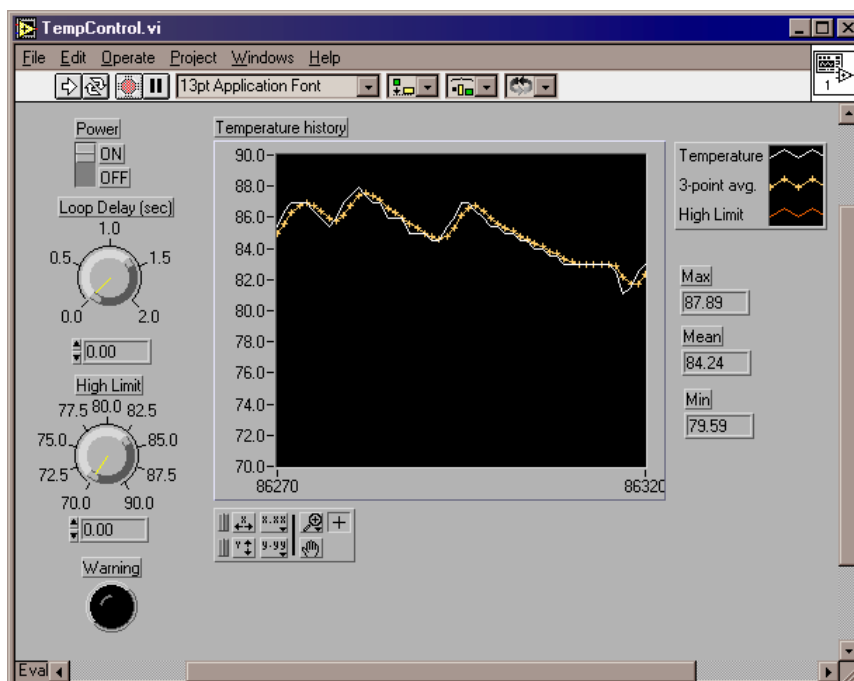 TempControl.vi
File Edit Operate Project Windows Help
13pt Application Font
1
Power
ON
OFF
Loop Delay (sec)
1.0
0.5 1.5
0.0 2.0
0.00
High Limit
77.5 80.0 82.5
75.0 85.0
72.5 87.5
70.0 90.0
0.00
Warning
Temperature history
90.0
88.0
86.0
84.0
82.0
80.0
78.0
76.0
74.0
72.0
70.0
86270 86320
X X.XX
Y Y.YY
Temperature
3-point avg.
High Limit
Max
87.89
Mean
84.24
Min
79.59
Eval